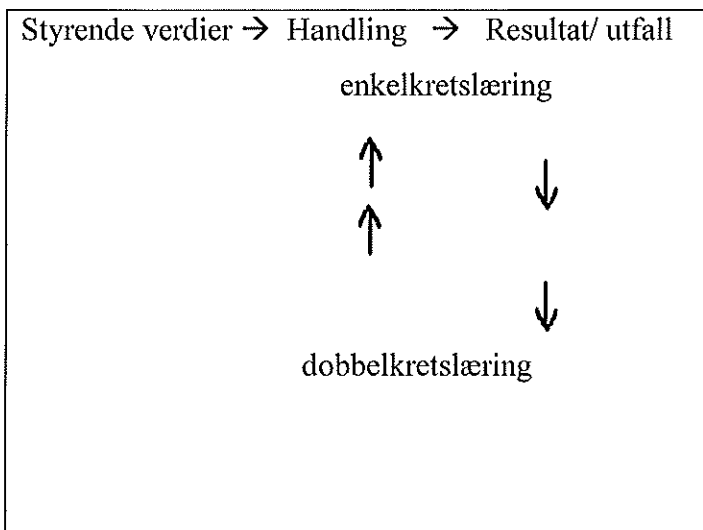 Styrende verdier → Handling → Resultat/ utfall
enkelkretslæring
dobbelkretslæring